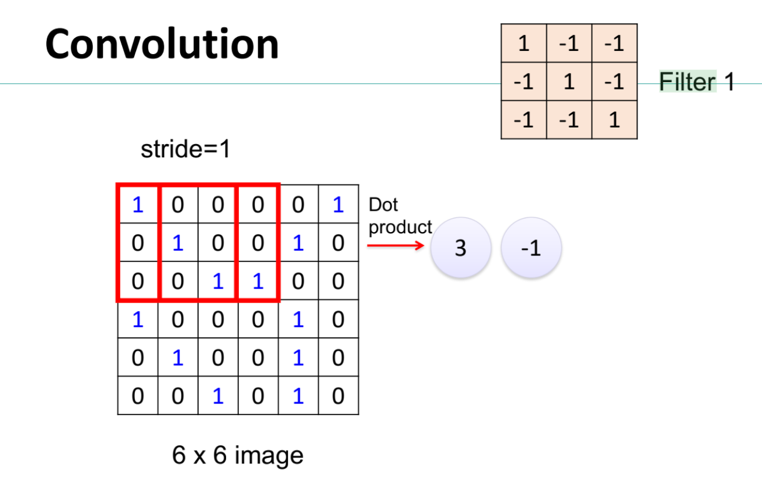 Convolution
1 -1 -1
-1 1 -1
-1 -1 1
Filter 1
stride=1
1 0 0 0 0 1
0 1 0 0 1 0
0 0 1 1 0 0
1 0 0 0 1 0
0 1 0 0 1 0
0 0 1 0 1 0
Dot
product
3 -1
6 x 6 image